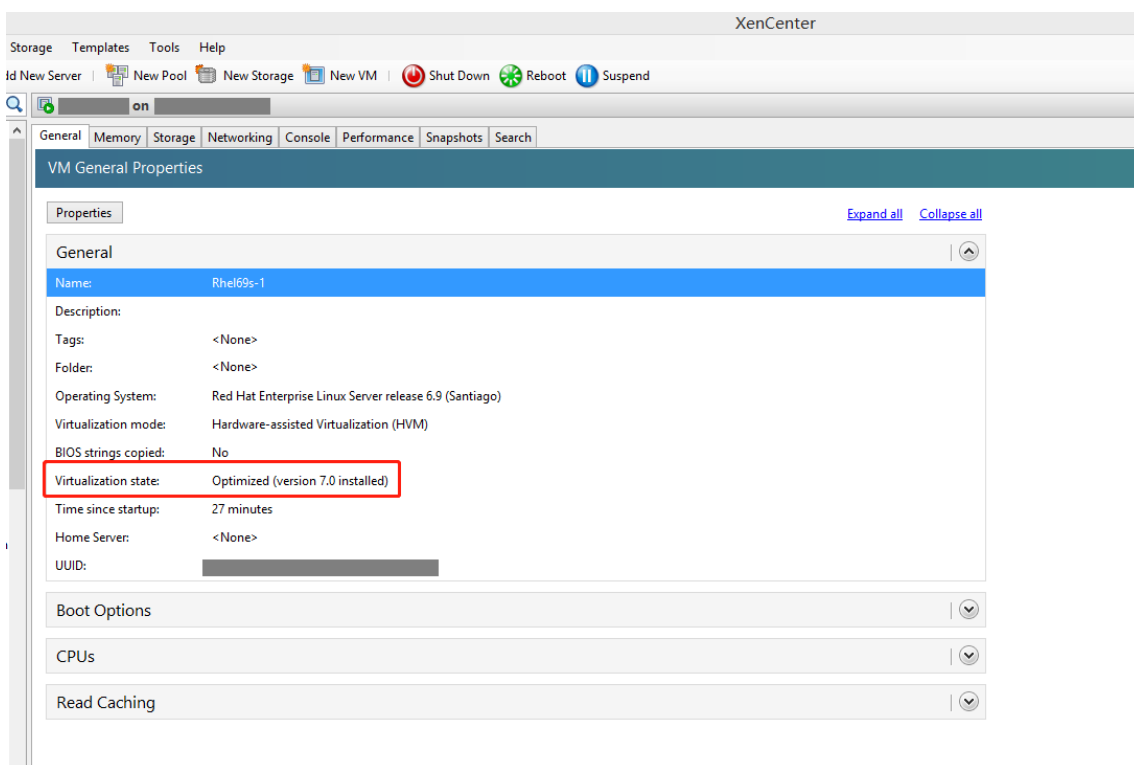 XenCenter
Storage Templates Tools Help
dd New Server New Pool New Storage New VM Shut Down Reboot Suspend
on
General Memory Storage Networking Console Performance Snapshots Search
VM General Properties
Properties Expand all Collapse all
General
Name: Rhel69s-1
Description:
Tags: <None>
Folder: <None>
Operating System: Red Hat Enterprise Linux Server release 6.9 (Santiago)
Virtualization mode: Hardware-assisted Virtualization (HVM)
BIOS strings copied: No
Virtualization state: Optimized (version 7.0 installed)
Time since startup: 27 minutes
Home Server: <None>
UUID:
Boot Options
CPUs
Read Caching